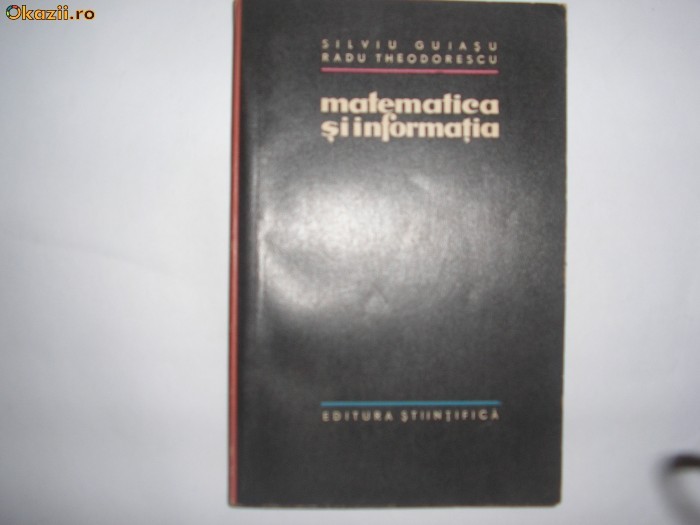 Okazii.ro
SILVIU GUIAŞU
RADU THEODORESCU
matematica
şi informaţia
EDITURA ŞTIINŢIFICĂ